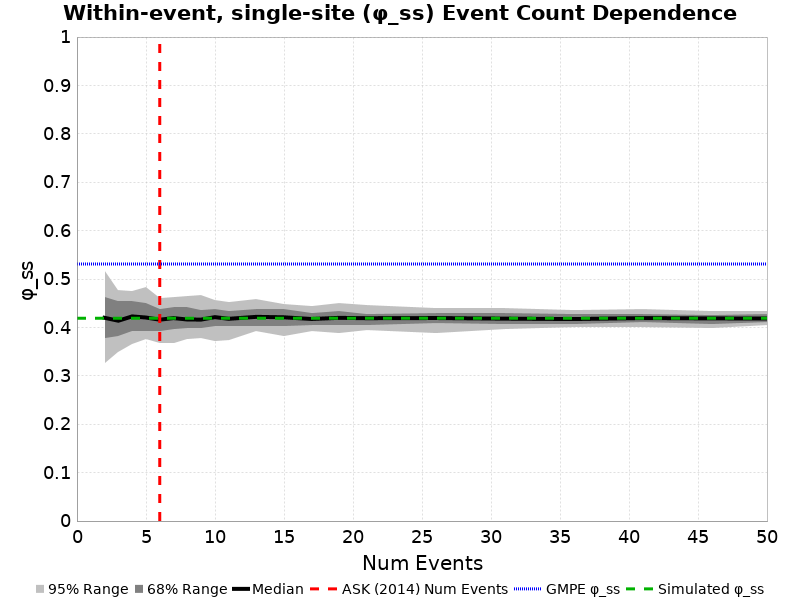 Within-event, single-site (φ_ss) Event Count Dependence
1
0.9
0.8
0.7
0.6
0.5
0.4
0.3
0.2
0.1
0
φ_ss
0 5 10 15 20 25 30 35 40 45 50
Num Events
95% Range 68% Range Median ASK (2014) Num Events GMPE φ_ss Simulated φ_ss